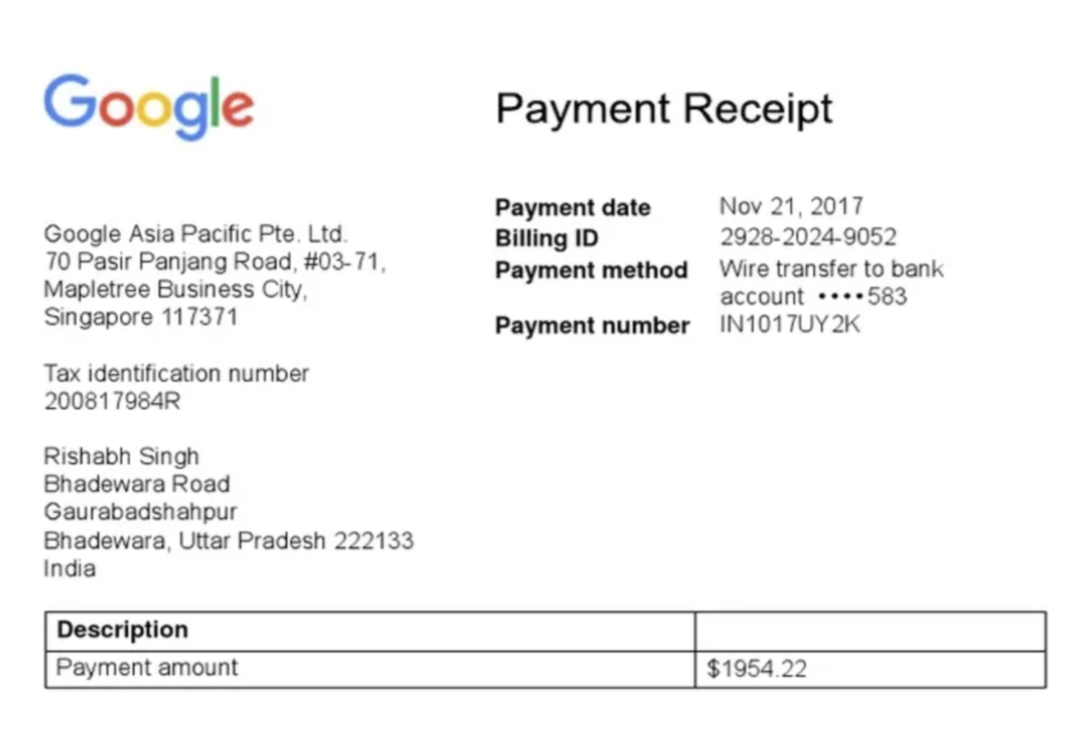 Google
Payment Receipt
Google Asia Pacific Pte. Ltd.
70 Pasir Panjang Road, #03-71,
Mapletree Business City,
Singapore 117371
Tax identification number
200817984R
Rishabh Singh
Bhadewara Road
Gaurabadshahpur
Bhadewara, Uttar Pradesh 222133
India
Payment date Nov 21, 2017
Billing ID 2928-2024-9052
Payment method Wire transfer to bank
account ••••583
Payment number IN1017UY2K
Description
Payment amount $1954.22